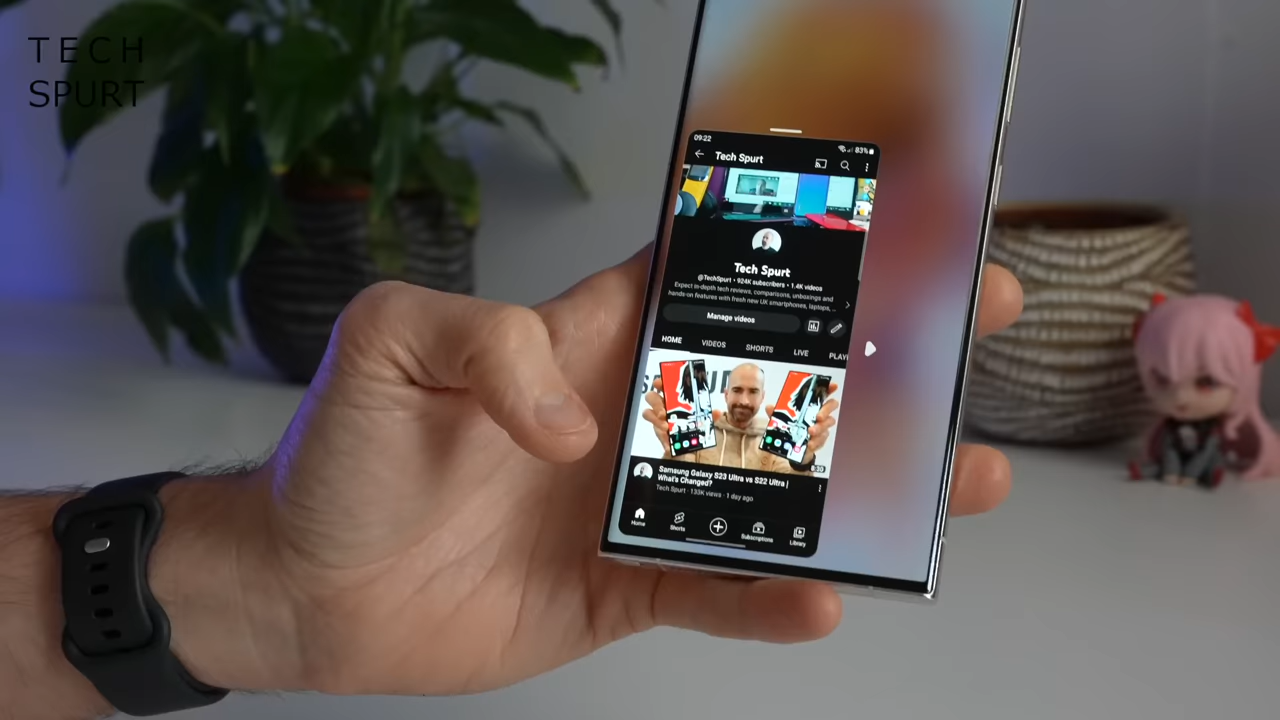 TECH
SPURT
09:22
83%
Tech Spurt
Tech Spurt
@TechSpurt • 924K subscribers • 1.4K videos
Expect in-depth tech reviews, comparisons, unboxings and
hands-on features with fresh new UK smartphones, laptops, ...
Manage videos
HOME VIDEOS SHORTS LIVE PLAY
8:30
Samsung Galaxy S23 Ultra vs S22 Ultra |
What's Changed?
Tech Spurt · 133K views · 1 day ago
Home Shorts Subscriptions Library